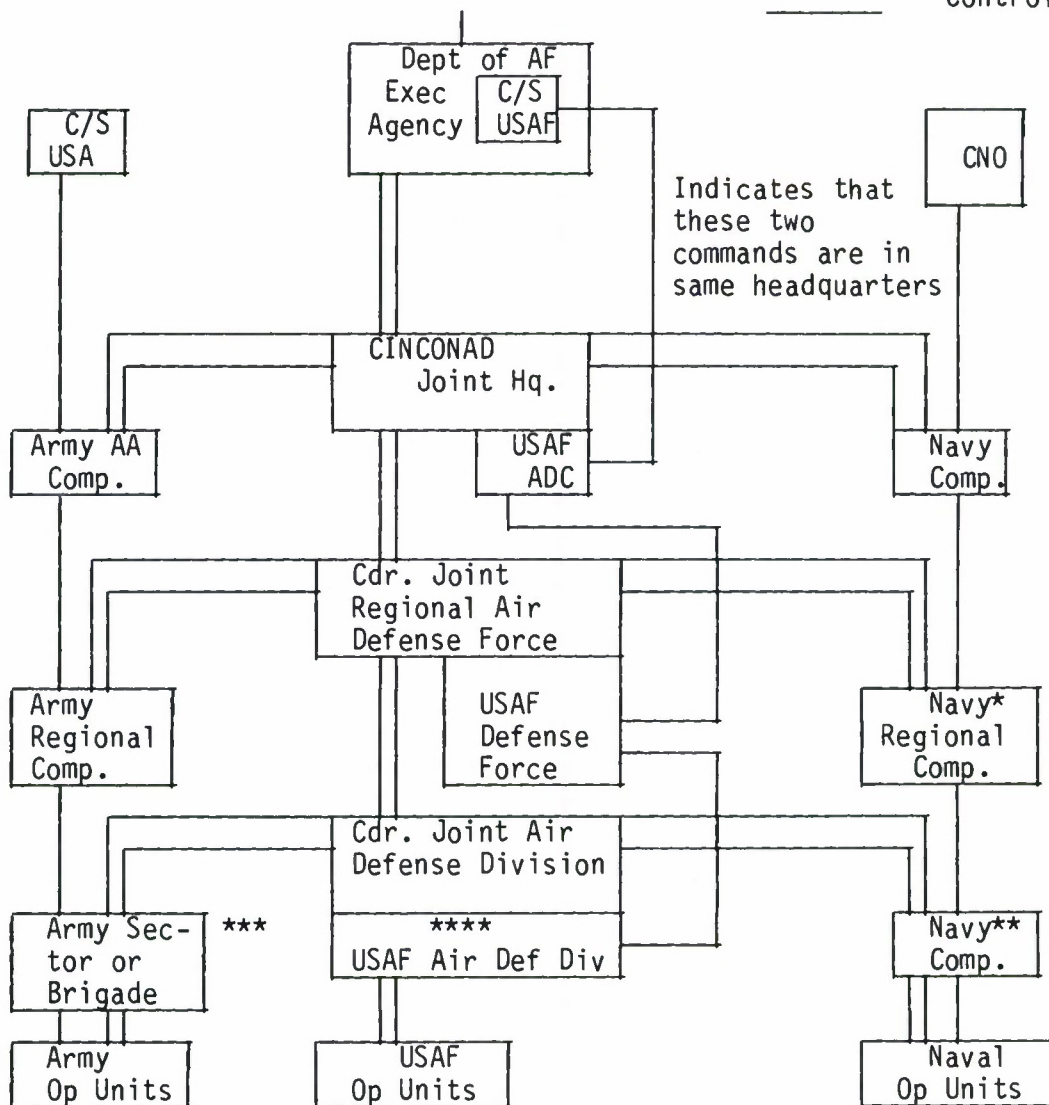 control
Dept of AF
Exec
Agency
C/S
USAF
C/S
USA
CNO
Indicates that
these two
commands are in
same headquarters
CINCONAD
Joint Hq.
Army AA
Comp.
USAF
ADC
Navy
Comp.
Cdr. Joint
Regional Air
Defense Force
Army
Regional
Comp.
USAF
Defense
Force
Navy*
Regional
Comp.
Cdr. Joint Air
Defense Division
Army Sec-
tor or
Brigade
***
****
USAF Air Def Div
Navy**
Comp.
Army
Op Units
USAF
Op Units
Naval
Op Units